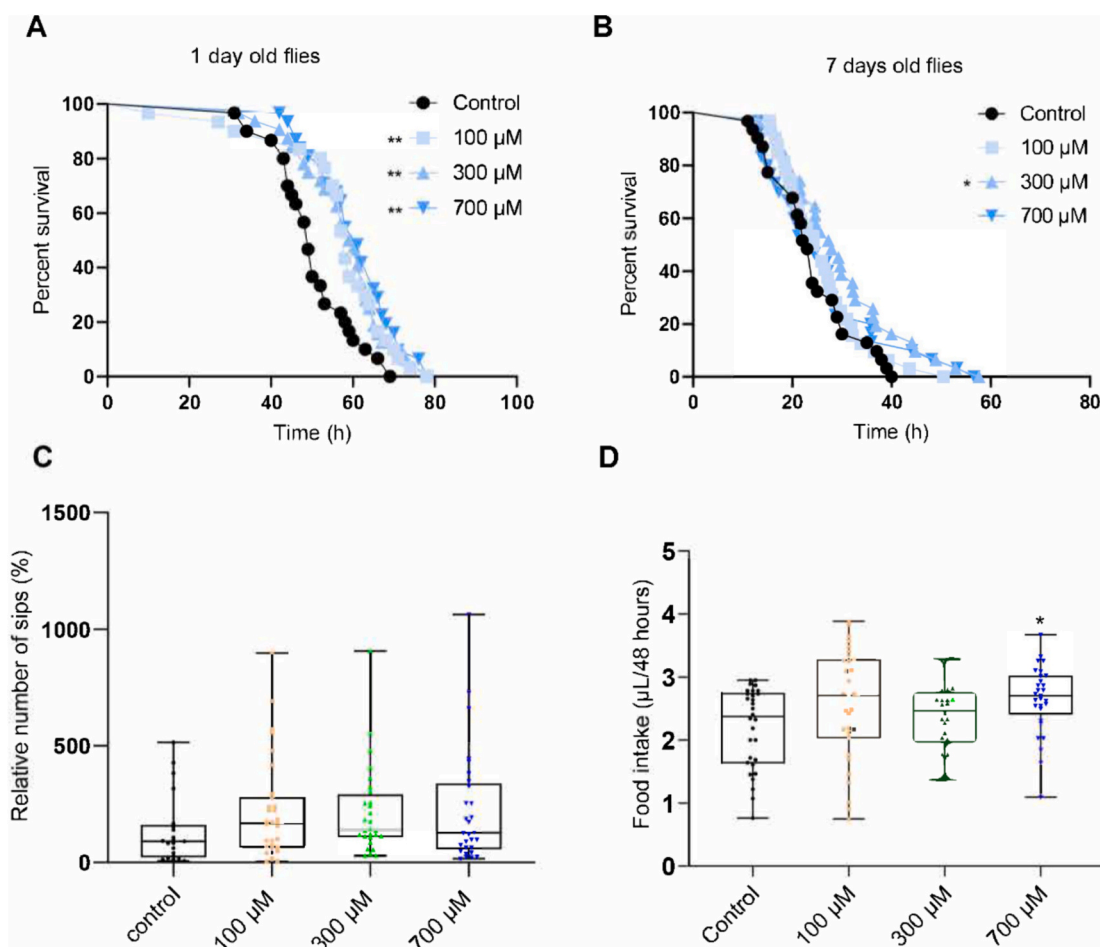 A
1 day old flies
Percent survival
100
80
60
40
20
0
0 20 40 60 80 100
Time (h)
Control
** 100 µM
** 300 µM
** 700 µM
B
7 days old flies
Percent survival
100
80
60
40
20
0
0 20 40 60 80
Time (h)
Control
100 µM
* 300 µM
700 µM
C
Relative number of sips (%)
1500
1000
500
0
control
100 µM
300 µM
700 µM
D
Food intake (µL/48 hours)
5
4
3
2
1
0
*
Control
100 µM
300 µM
700 µM